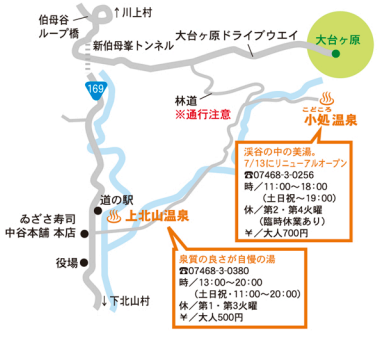 ↑川上村
伯母谷
ループ橋
新伯母峯トンネル
大台ヶ原ドライブウエイ
大台ヶ原
169
林道
※通行注意
こどころ
小処温泉
渓谷の中の美湯。
7/13にリニューアルオープン
☎07468-3-0256
時／11:00～18:00
（土日祝～19:00）
休／第2・第4火曜
（臨時休業あり）
￥／大人700円
道の駅
上北山温泉
ゐざさ寿司
中谷本舗 本店
役場
↓下北山村
泉質の良さが自慢の湯
☎07468-3-0380
時／13:00～20:00
（土日祝・11:00～20:00）
休／第1・第3火曜
￥／大人500円